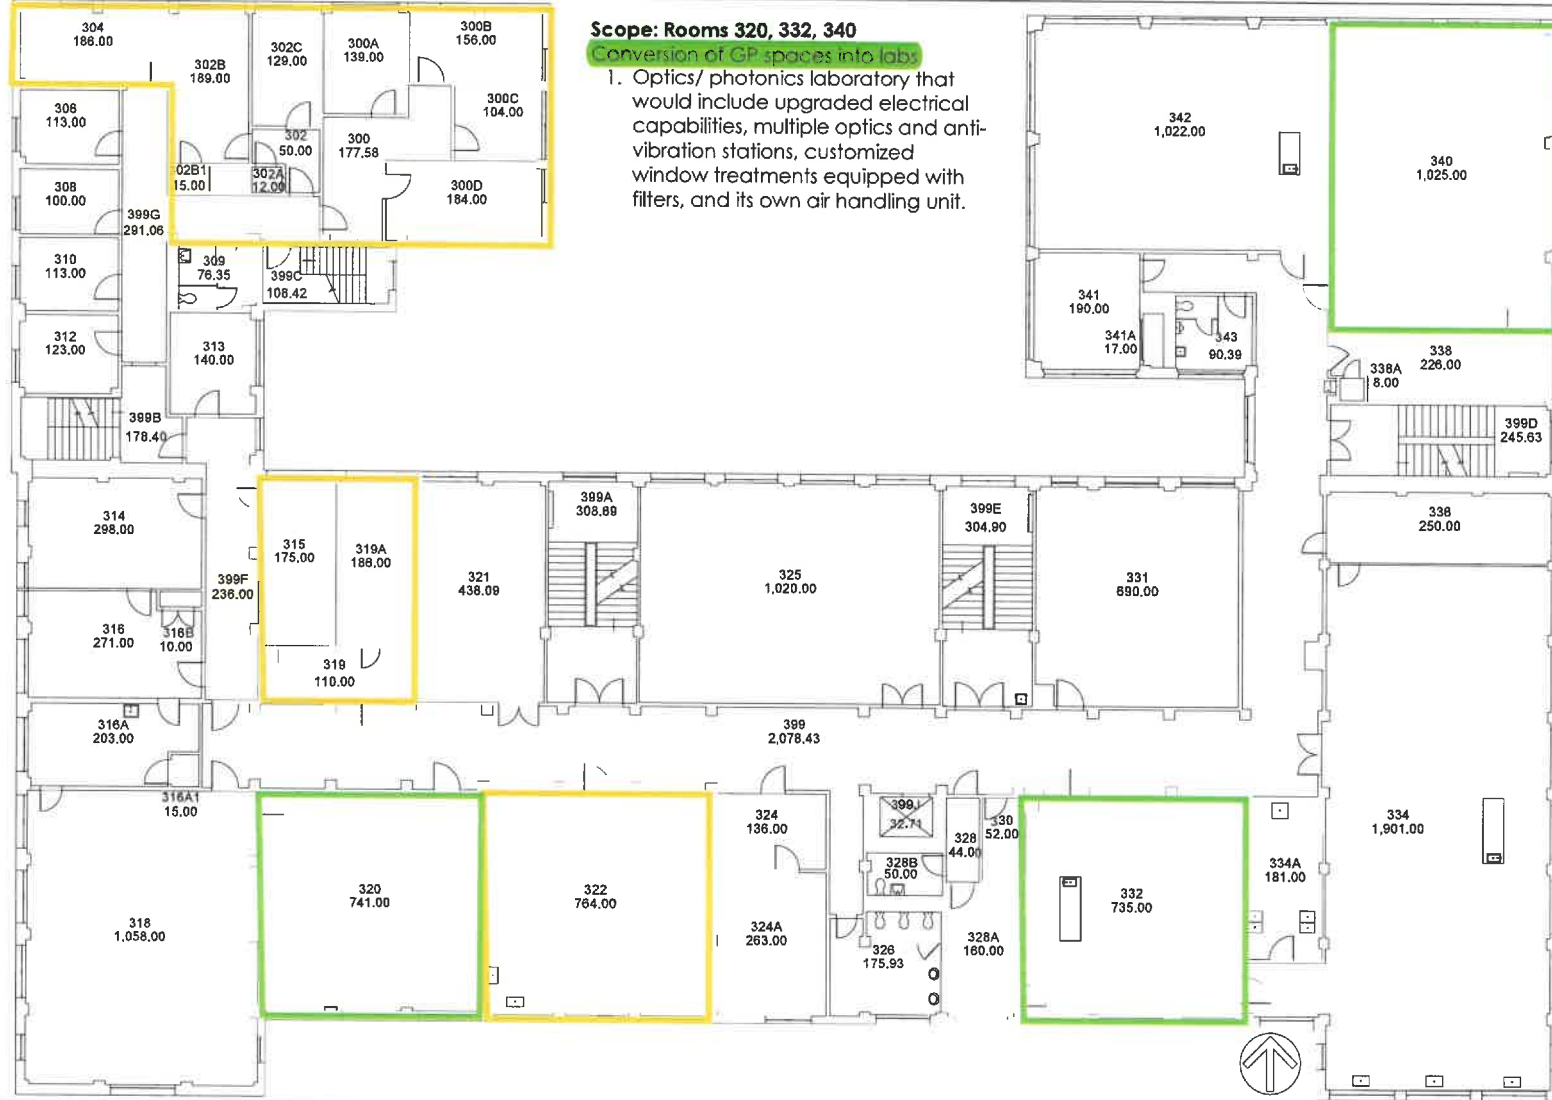 Scope: Rooms 320, 332, 340
Conversion of GP spaces into labs
1. Optics/ photonics laboratory that
would include upgraded electrical
capabilities, multiple optics and anti-
vibration stations, customized
window treatments equipped with
filters, and its own air handling unit.
304
186.00
302B
189.00
302C
129.00
300A
139.00
300B
156.00
300C
104.00
306
113.00
302
50.00
300
177.58
302B1
15.00
302A
12.00
300D
184.00
308
100.00
399G
291.06
310
113.00
309
76.35
399C
108.42
312
123.00
313
140.00
399B
178.40
342
1,022.00
340
1,025.00
341
190.00
341A
17.00
343
90.39
338
226.00
338A
8.00
399D
245.63
314
298.00
315
175.00
319A
186.00
321
438.09
399A
308.69
325
1,020.00
399E
304.90
331
690.00
336
250.00
399F
236.00
316
271.00
316B
10.00
319
110.00
316A
203.00
399
2,078.43
316A1
15.00
318
1,058.00
320
741.00
322
764.00
324
136.00
324A
263.00
399J
32.71
328
44.00
330
52.00
328B
50.00
326
175.93
328A
160.00
332
735.00
334A
181.00
334
1,901.00